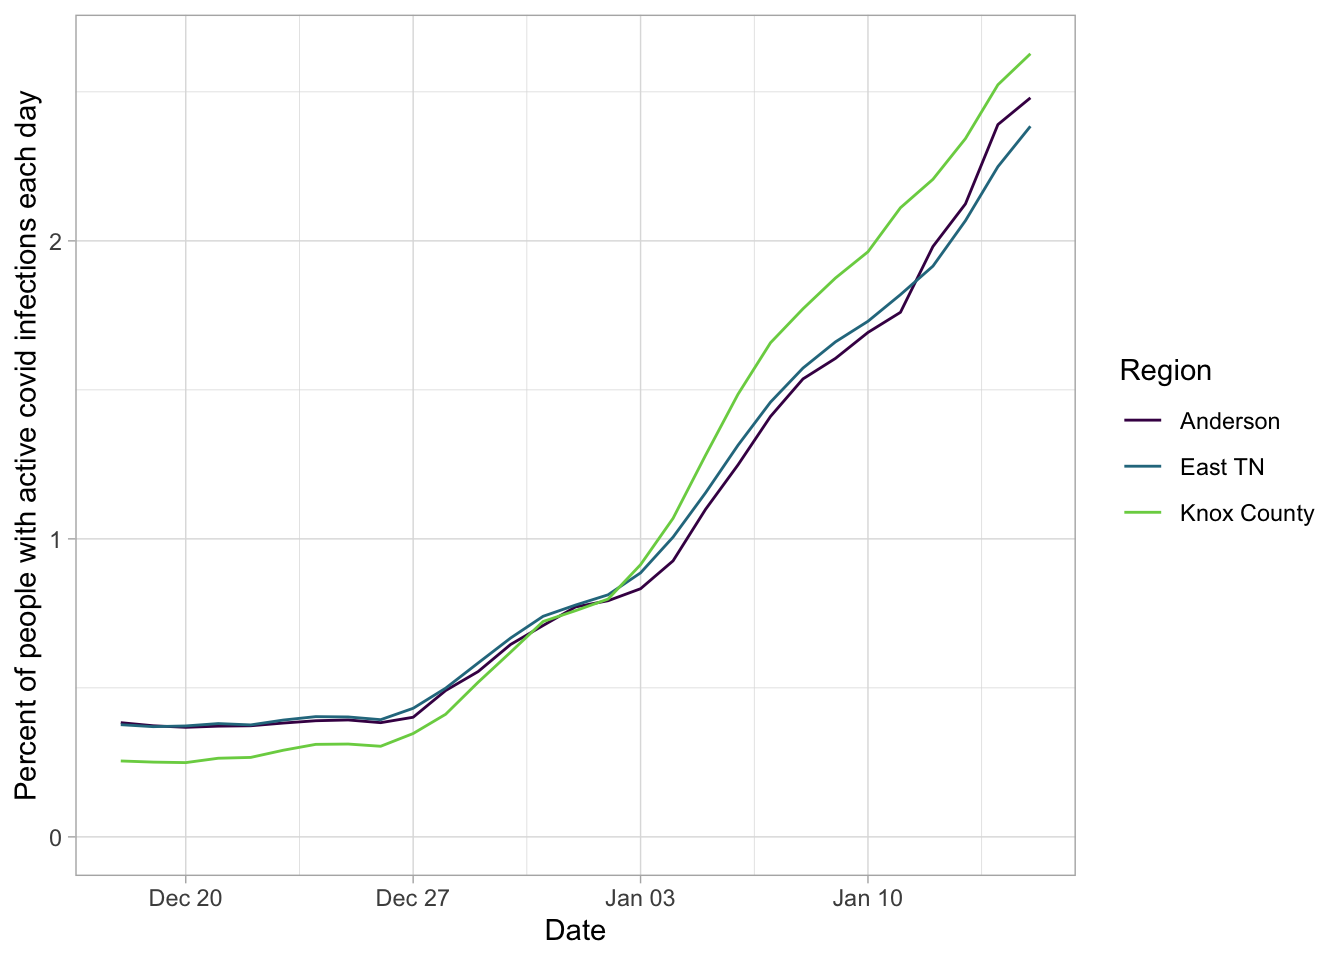 Percent of people with active covid infections each day
2
1
0
Dec 20
Dec 27
Jan 03
Jan 10
Date
Region
Anderson
East TN
Knox County